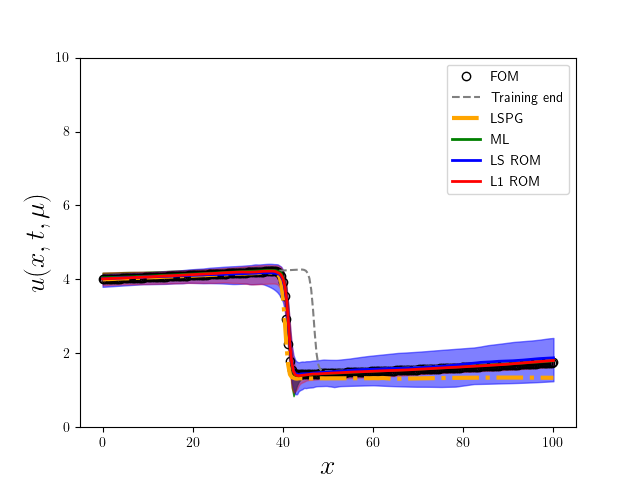 10
8
6
4
2
0
u(x, t, μ)
0 20 40 60 80 100
x
FOM
Training end
LSPG
ML
LS ROM
L1 ROM